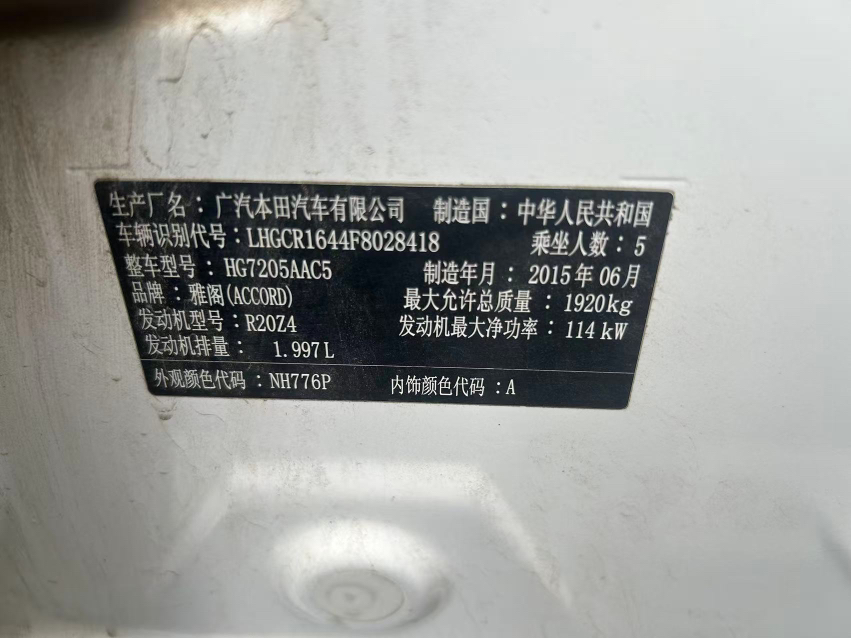 生产厂名：广汽本田汽车有限公司 制造国：中华人民共和国
车辆识别代号：LHGCR1644F8028418 乘坐人数：5
整车型号：HG7205AAC5 制造年月：2015年06月
品牌：雅阁(ACCORD) 最大允许总质量：1920kg
发动机型号：R20Z4 发动机最大净功率：114kW
发动机排量：1.997L
外观颜色代码：NH776P 内饰颜色代码：A